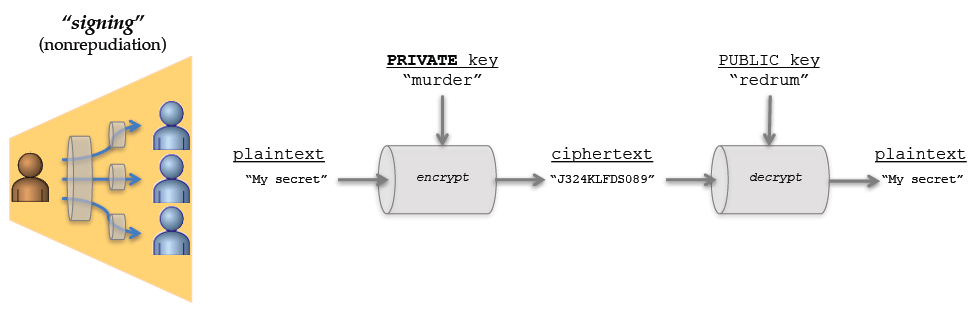 “signing”
(nonrepudiation)
PRIVATE key
“murder”
PUBLIC key
“redrum”
plaintext
“My secret”
encrypt
ciphertext
“J324KLFDS089”
decrypt
plaintext
“My secret”